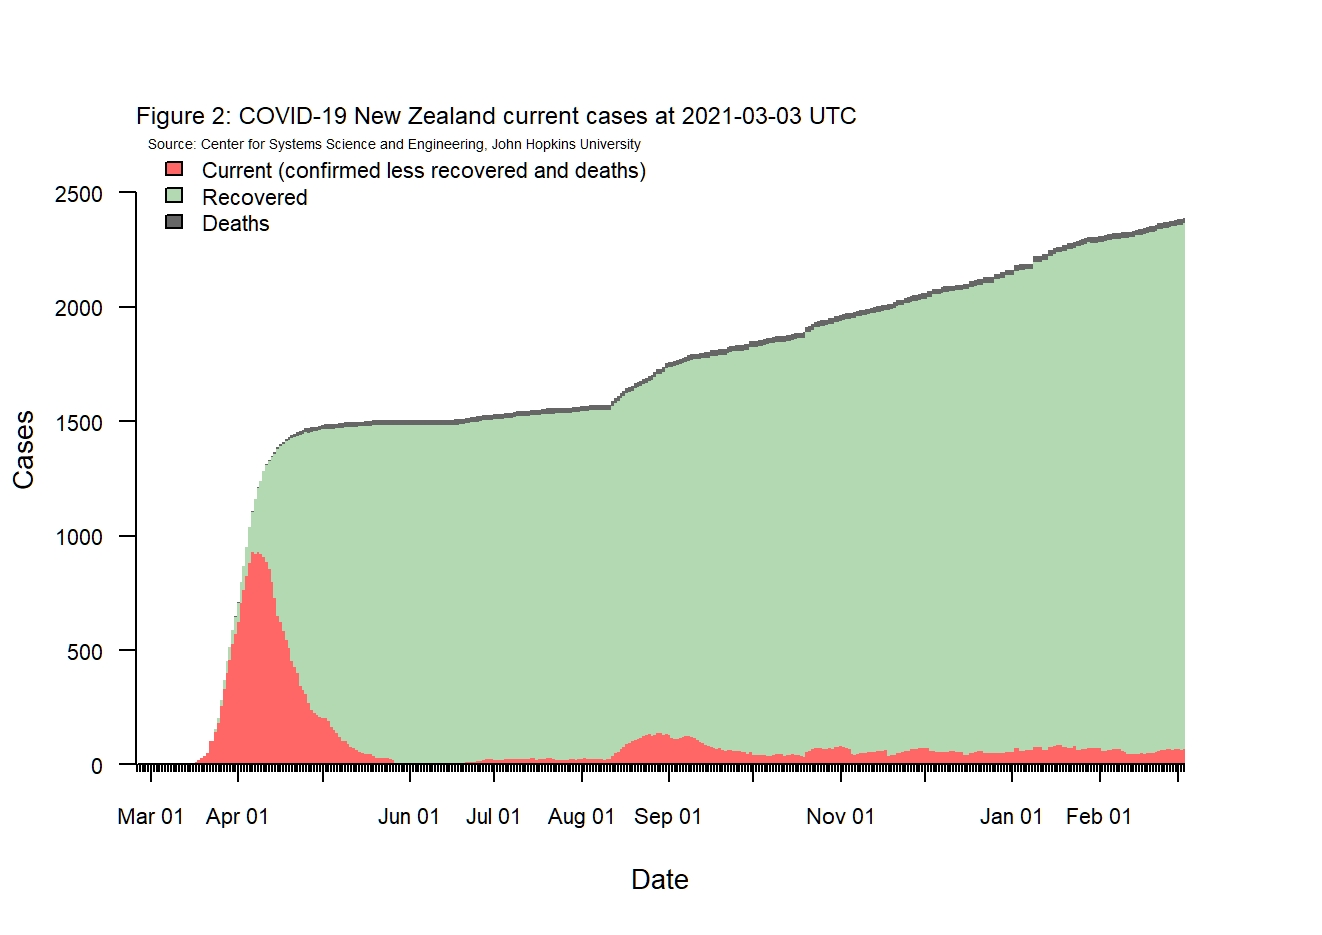 Figure 2: COVID-19 New Zealand current cases at 2021-03-03 UTC
Source: Center for Systems Science and Engineering, John Hopkins University
Current (confirmed less recovered and deaths)
Recovered
Deaths
2500
2000
1500
1000
500
0
Cases
Mar 01 Apr 01 Jun 01 Jul 01 Aug 01 Sep 01 Nov 01 Jan 01 Feb 01
Date